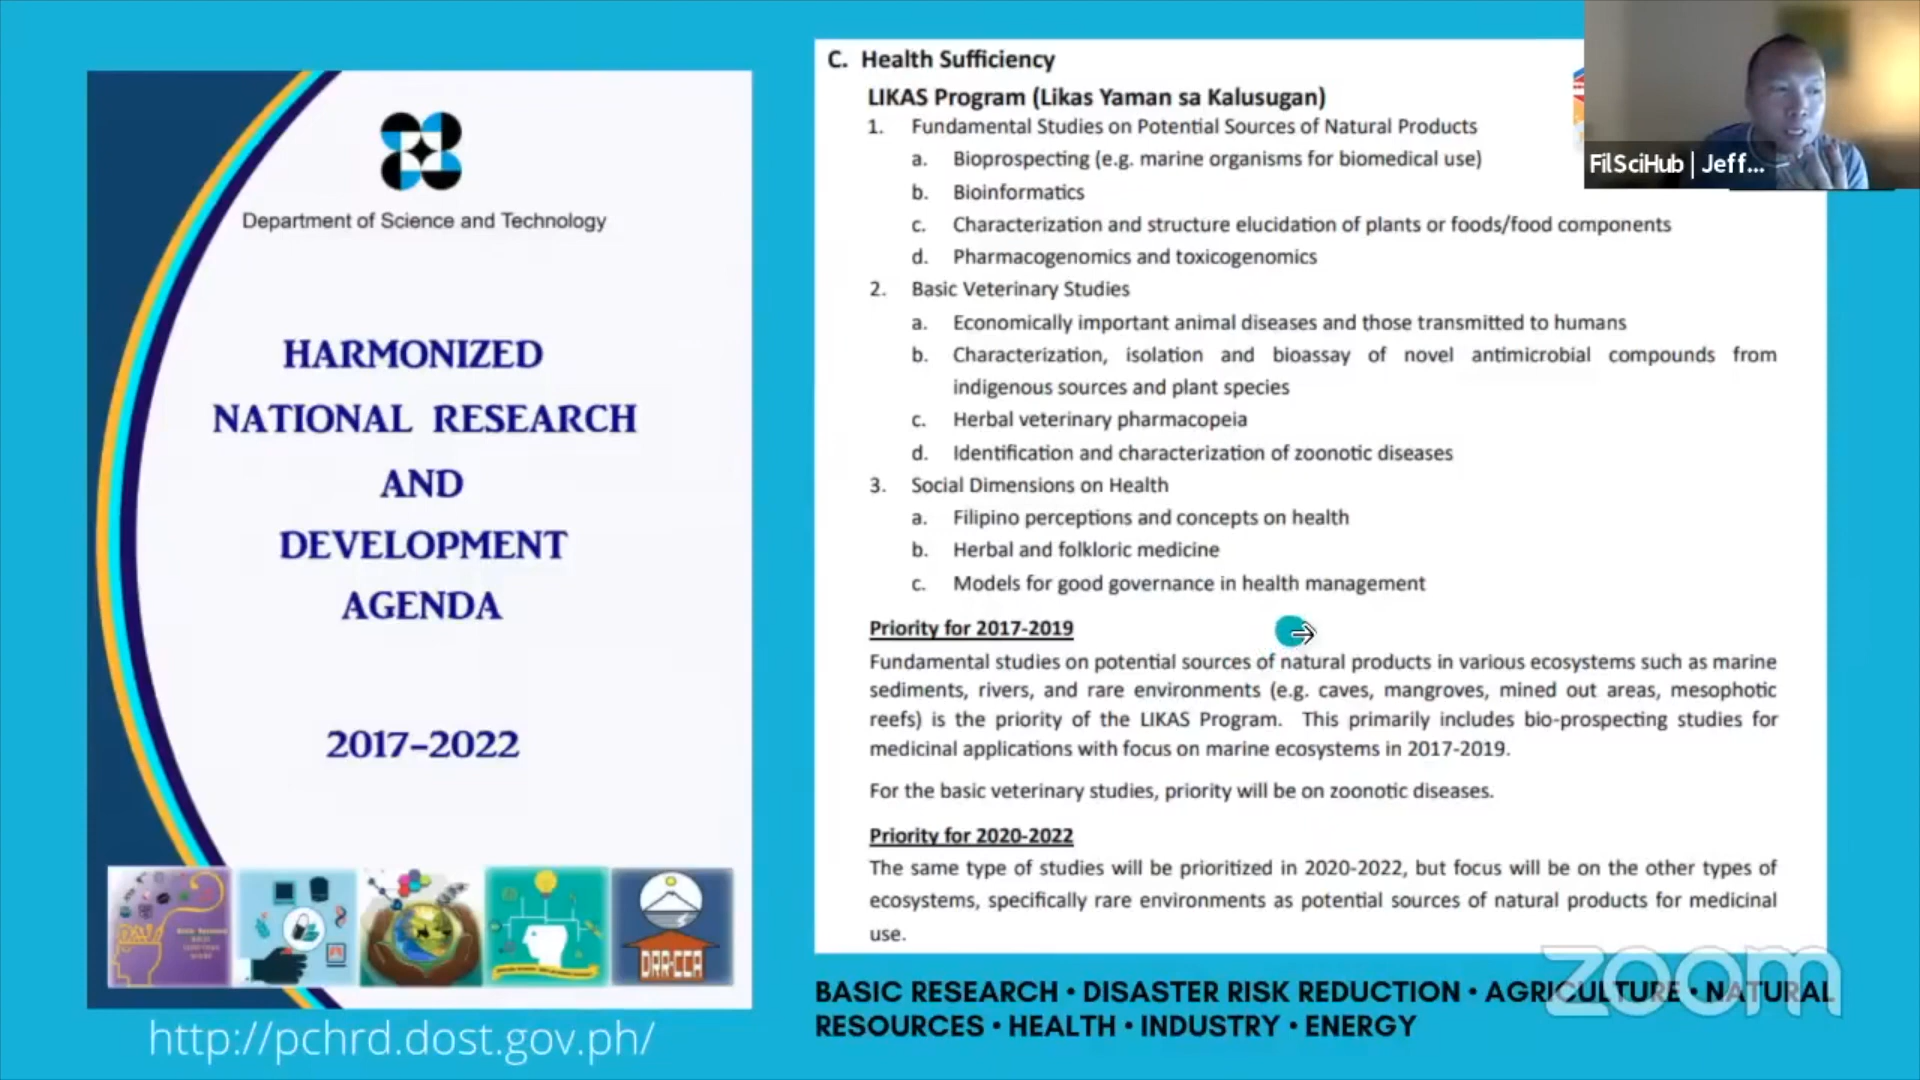 Department of Science and Technology
HARMONIZED
NATIONAL RESEARCH
AND
DEVELOPMENT
AGENDA
2017-2022
DRR-CCA
http://pchrd.dost.gov.ph/
C. Health Sufficiency
LIKAS Program (Likas Yaman sa Kalusugan)
1. Fundamental Studies on Potential Sources of Natural Products
a. Bioprospecting (e.g. marine organisms for biomedical use)
b. Bioinformatics
c. Characterization and structure elucidation of plants or foods/food components
d. Pharmacogenomics and toxicogenomics
2. Basic Veterinary Studies
a. Economically important animal diseases and those transmitted to humans
b. Characterization, isolation and bioassay of novel antimicrobial compounds from
indigenous sources and plant species
c. Herbal veterinary pharmacopeia
d. Identification and characterization of zoonotic diseases
3. Social Dimensions on Health
a. Filipino perceptions and concepts on health
b. Herbal and folkloric medicine
c. Models for good governance in health management
Priority for 2017-2019
Fundamental studies on potential sources of natural products in various ecosystems such as marine
sediments, rivers, and rare environments (e.g. caves, mangroves, mined out areas, mesophotic
reefs) is the priority of the LIKAS Program. This primarily includes bio-prospecting studies for
medicinal applications with focus on marine ecosystems in 2017-2019.
For the basic veterinary studies, priority will be on zoonotic diseases.
Priority for 2020-2022
The same type of studies will be prioritized in 2020-2022, but focus will be on the other types of
ecosystems, specifically rare environments as potential sources of natural products for medicinal
use.
BASIC RESEARCH • DISASTER RISK REDUCTION • AGRICULTURE • NATURAL
RESOURCES • HEALTH • INDUSTRY • ENERGY
FilSciHub | Jeff...
zoom